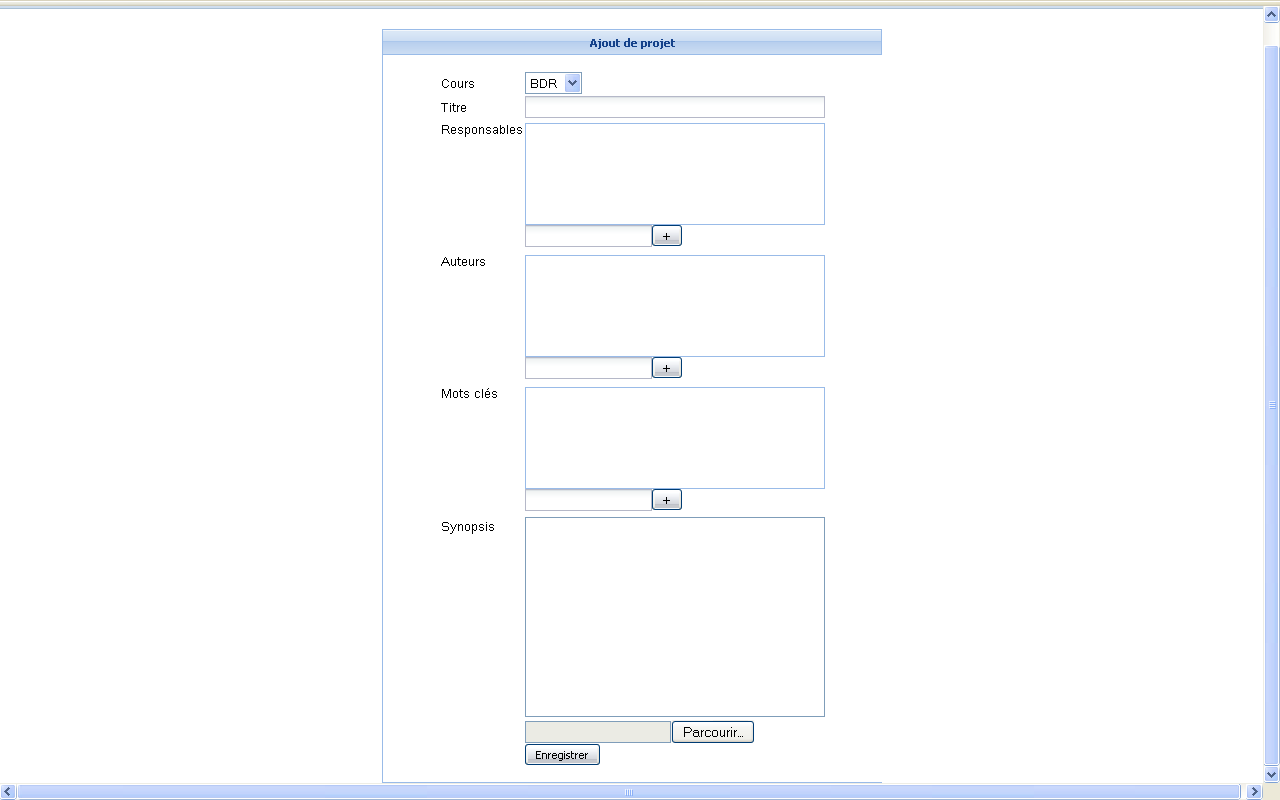 Ajout de projet
Cours BDR
Titre
Responsables
+
Auteurs
+
Mots clés
+
Synopsis
Parcourir...
Enregistrer